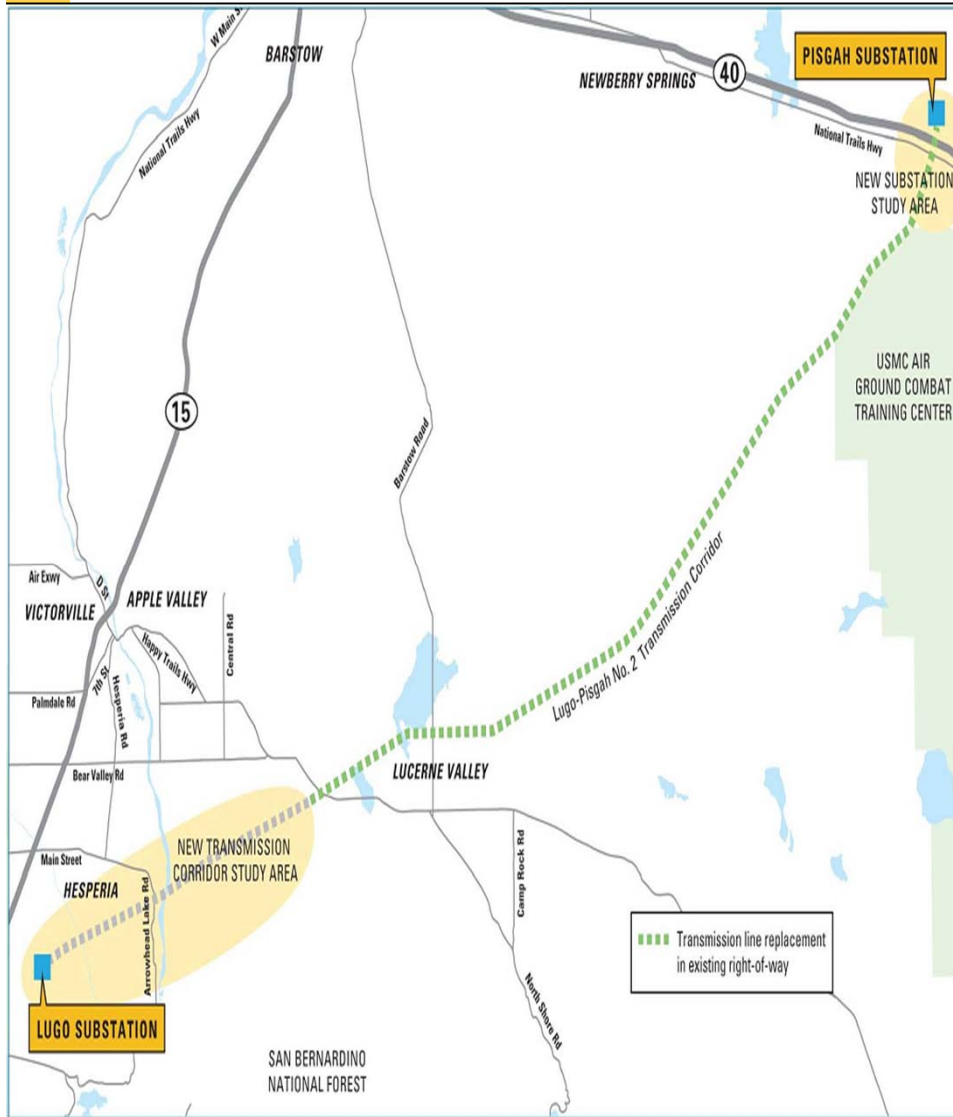 W Main St
BARSTOW
PISGAH SUBSTATION
40
NEWBERRY SPRINGS
National Trails Hwy
National Trails Hwy
NEW SUBSTATION
STUDY AREA
USMC AIR
GROUND COMBAT
TRAINING CENTER
15
Barstow Road
Lugo-Pisgah No. 2 Transmission Corridor
Air Exwy
D St
VICTORVILLE
APPLE VALLEY
Happy Trails Hwy
Central Rd
7th St
Hesperia Rd
Palmdale Rd
Bear Valley Rd
LUCERNE VALLEY
NEW TRANSMISSION
CORRIDOR STUDY AREA
Main Street
HESPERIA
Arrowhead Lake Rd
Camp Rock Rd
North Shore Rd
Transmission line replacement
in existing right-of-way
LUGO SUBSTATION
SAN BERNARDINO
NATIONAL FOREST